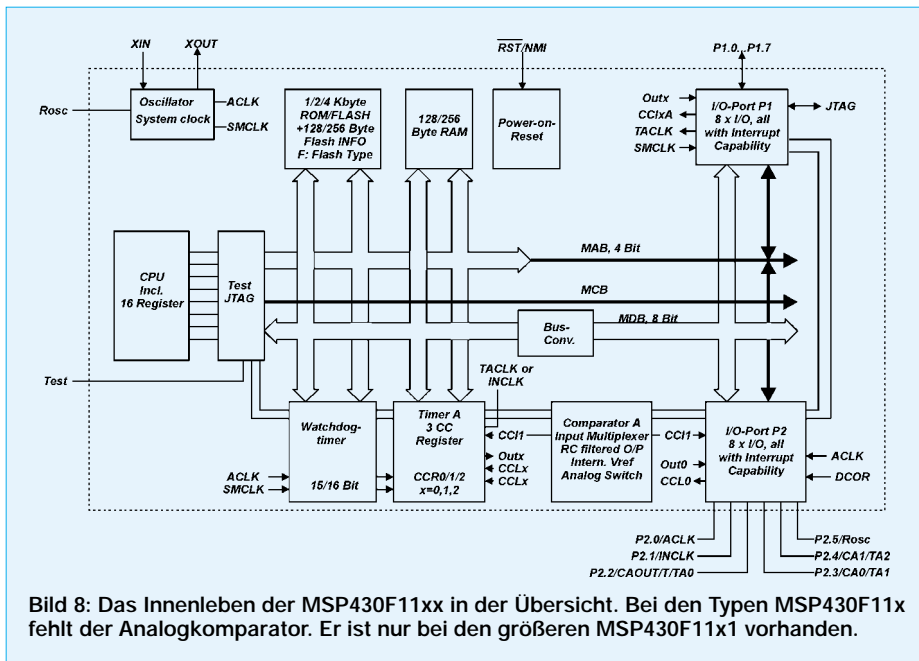 XIN
XOUT
RST/NMI
P1.0...P1.7
Rosc
Oscillator
System clock
ACLK
SMCLK
1/2/4 Kbyte
ROM/FLASH
+128/256 Byte
Flash INFO
F: Flash Type
128/256
Byte RAM
Power-on-
Reset
Outx
CCIxA
TACLK
SMCLK
I/O-Port P1
8 x I/O, all
with Interrupt
Capability
JTAG
CPU
Incl.
16 Register
Test
JTAG
MAB, 4 Bit
MCB
MDB, 8 Bit
Bus-
Conv.
Test
TACLK or
INCLK
Watchdog-
timer
15/16 Bit
ACLK
SMCLK
Timer A
3 CC
Register
CCR0/1/2
x=0,1,2
CCI1
Outx
CCLx
CCLx
Comparator A
Input Multiplexer
RC filtered O/P
Intern. Vref
Analog Switch
CCI1
Out0
CCL0
I/O-Port P2
8 x I/O, all
with Interrupt
Capability
ACLK
DCOR
P2.0/ACLK
P2.1/INCLK
P2.2/CAOUT/T/TA0
P2.5/Rosc
P2.4/CA1/TA2
P2.3/CA0/TA1
Bild 8: Das Innenleben der MSP430F11xx in der Übersicht. Bei den Typen MSP430F11x
fehlt der Analogkomparator. Er ist nur bei den größeren MSP430F11x1 vorhanden.